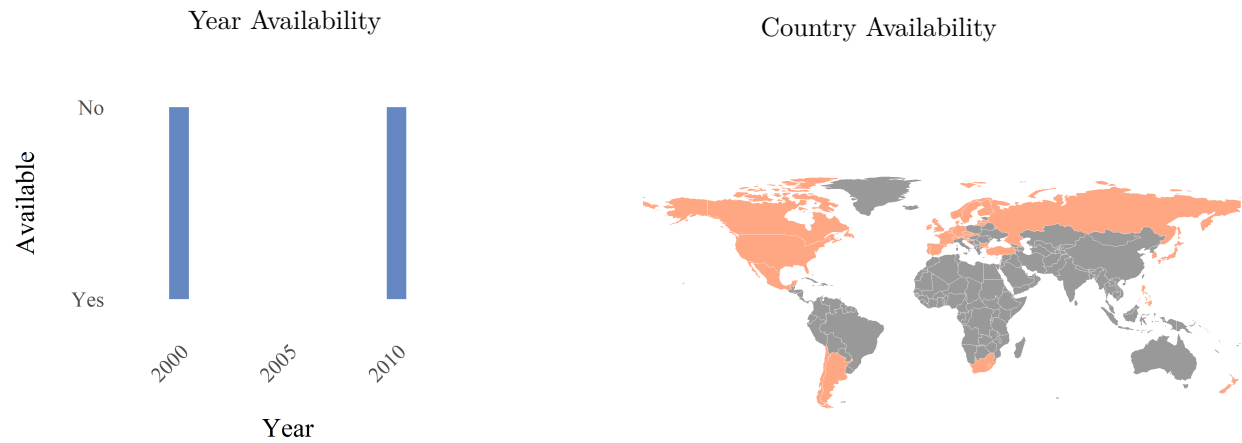 Year Availability
Country Availability
No
Available
Yes
2000
2005
2010
Year